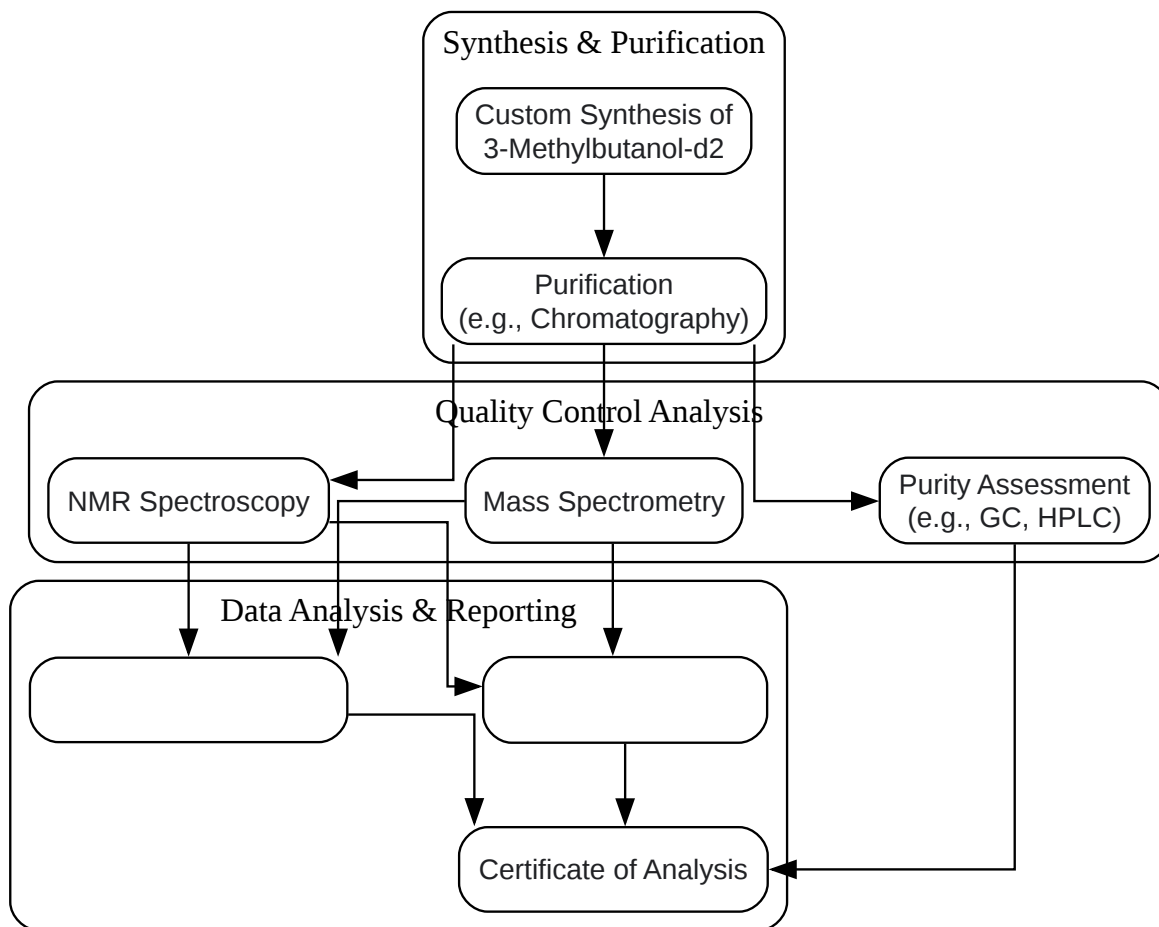 Synthesis & Purification
Custom Synthesis of
3-Methylbutanol-d2
Purification
(e.g., Chromatography)
Quality Control Analysis
NMR Spectroscopy
Mass Spectrometry
Purity Assessment
(e.g., GC, HPLC)
Data Analysis & Reporting
Certificate of Analysis